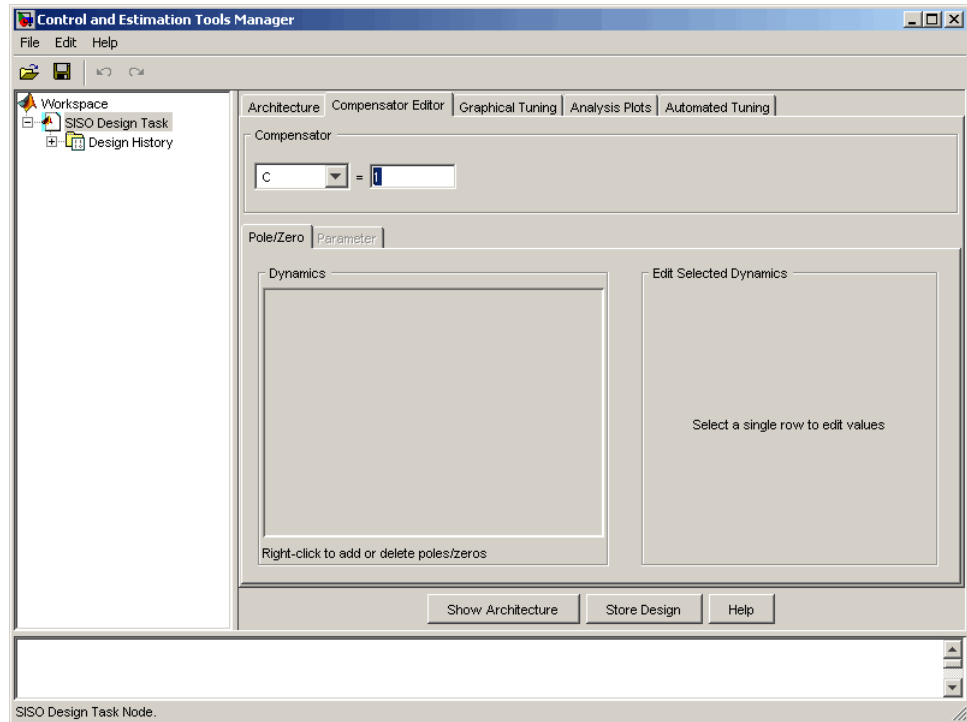 Control and Estimation Tools Manager
File Edit Help
Workspace
SISO Design Task
Design History
Architecture Compensator Editor Graphical Tuning Analysis Plots Automated Tuning
Compensator
C = 1
Pole/Zero Parameter
Dynamics
Edit Selected Dynamics
Select a single row to edit values
Right-click to add or delete poles/zeros
Show Architecture Store Design Help
SISO Design Task Node.